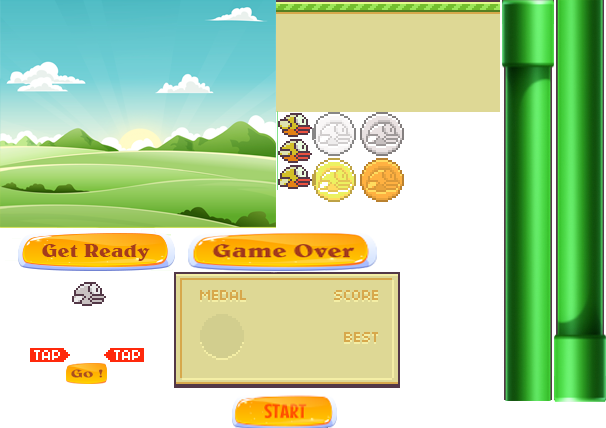 Get Ready
Game Over
MEDAL SCORE
BEST
TAP TAP
Go !
START